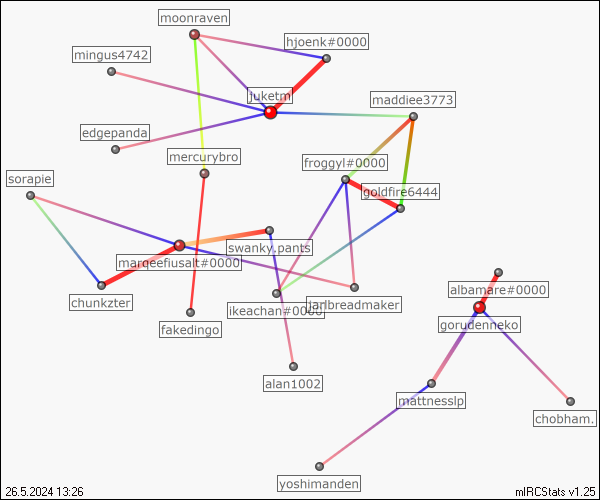 moonraven
hjoenk#0000
mingus4742
juketm
maddiee3773
edgepanda
mercurybro
froggyl#0000
sorapie
goldfire6444
swanky.pants
marqeefiusalt#0000
albamare#0000
chunkzter
ikeachan#0000
jarlbreadmaker
fakedingo
gorudenneko
alan1002
mattnesslp
chobham.
yoshimanden
26.5.2024 13:26
mIRCStats v1.25